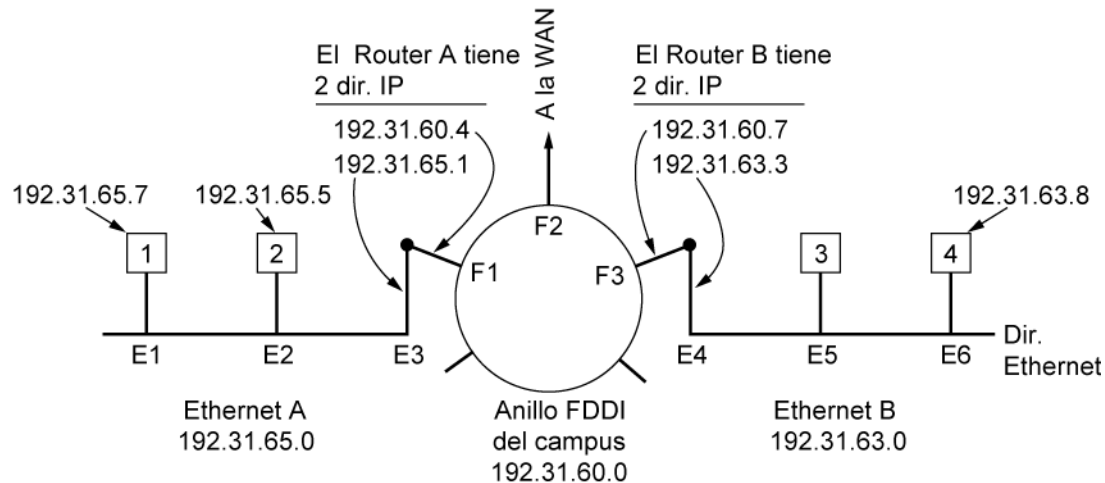 El Router A tiene
2 dir. IP
192.31.60.4
192.31.65.1
A la WAN
El Router B tiene
2 dir. IP
192.31.60.7
192.31.63.3
192.31.65.7
192.31.65.5
192.31.63.8
1
2
F1
F2
F3
3
4
E1
E2
E3
E4
E5
E6
Dir.
Ethernet
Ethernet A
192.31.65.0
Anillo FDDI
del campus
192.31.60.0
Ethernet B
192.31.63.0